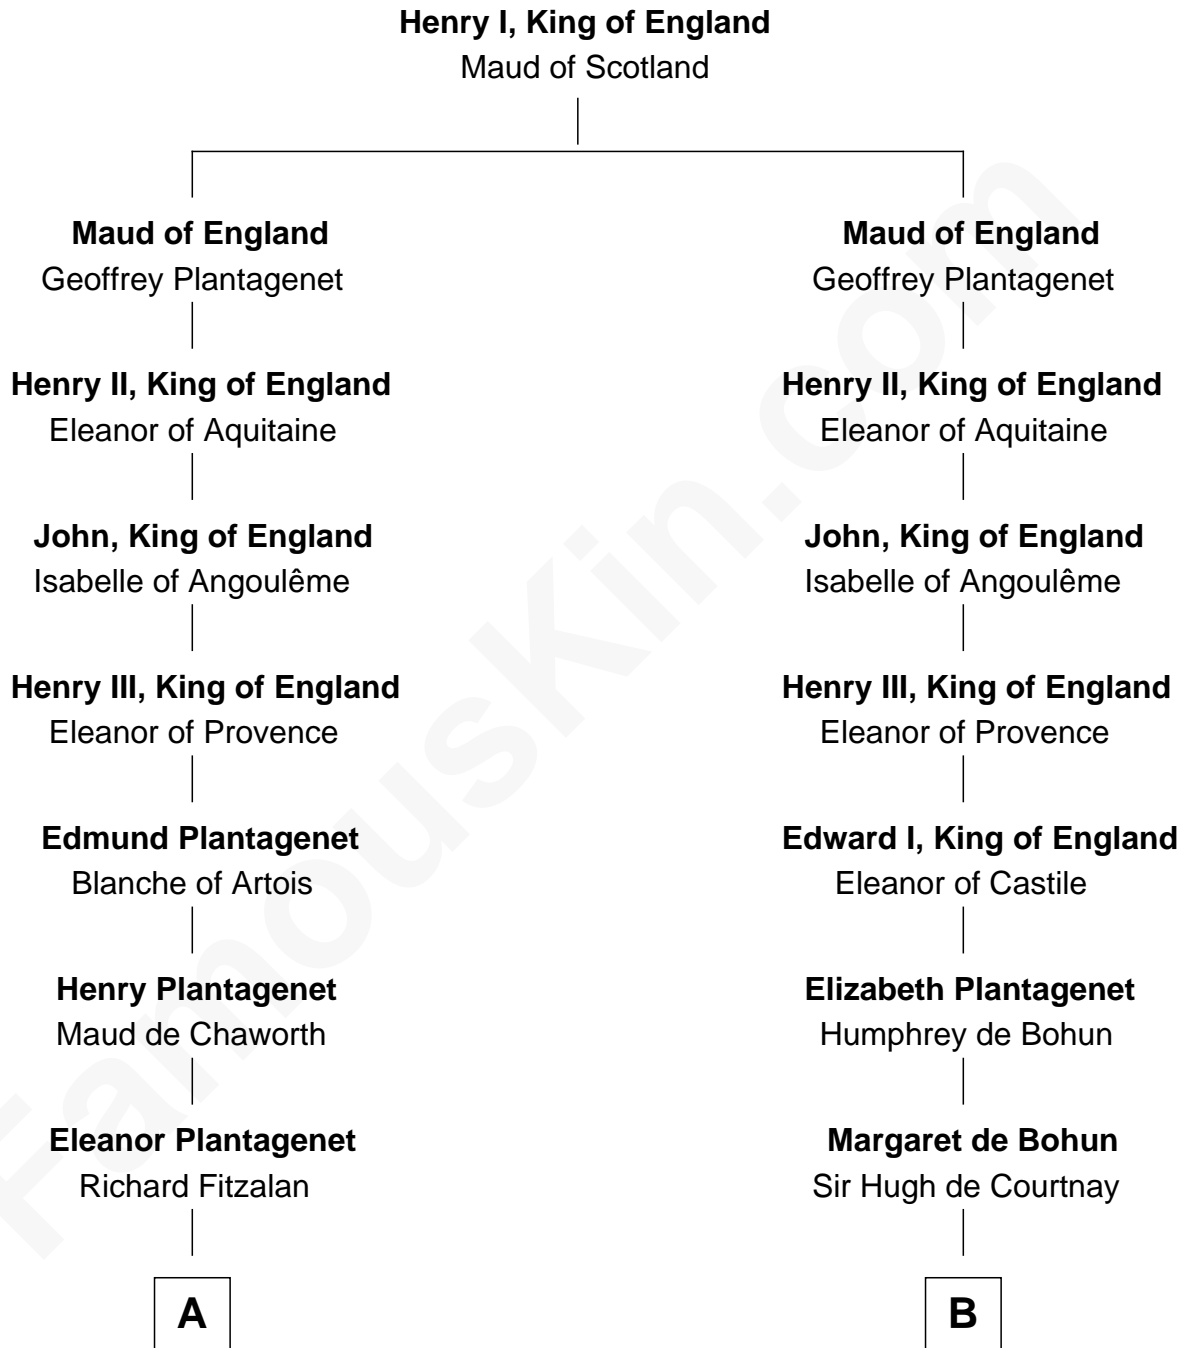 Henry I, King of England
Maud of Scotland
Maud of England
Geoffrey Plantagenet
Henry II, King of England
Eleanor of Aquitaine
John, King of England
Isabelle of Angoulême
Henry III, King of England
Eleanor of Provence
Edmund Plantagenet
Blanche of Artois
Henry Plantagenet
Maud de Chaworth
Eleanor Plantagenet
Richard Fitzalan
A
Maud of England
Geoffrey Plantagenet
Henry II, King of England
Eleanor of Aquitaine
John, King of England
Isabelle of Angoulême
Henry III, King of England
Eleanor of Provence
Edward I, King of England
Eleanor of Castile
Elizabeth Plantagenet
Humphrey de Bohun
Margaret de Bohun
Sir Hugh de Courtnay
B
FamousKin.com